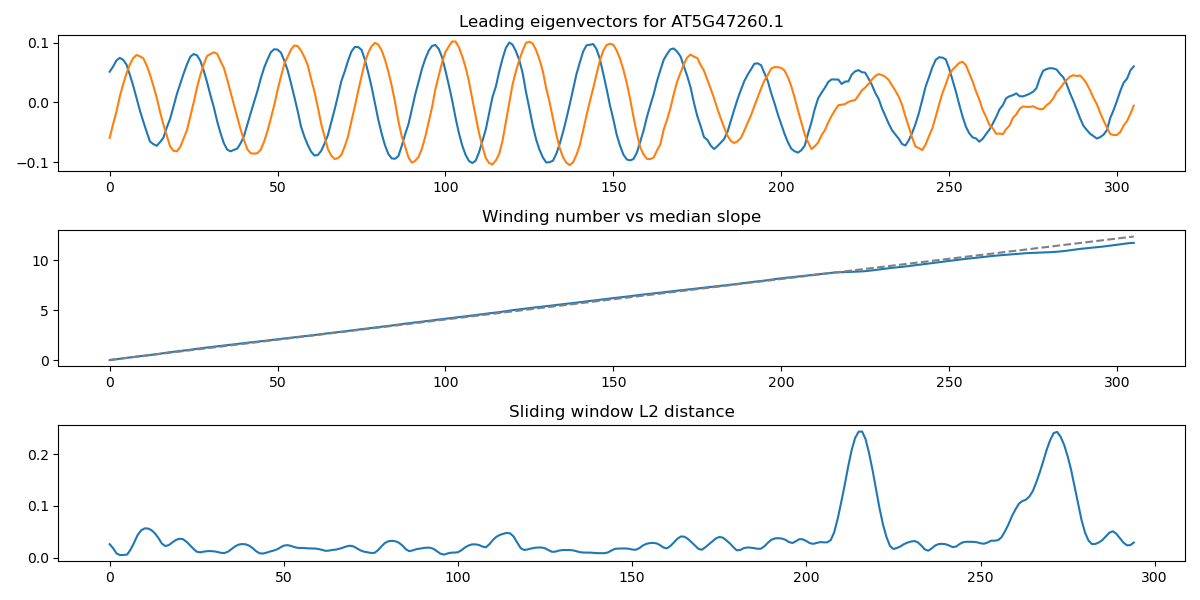 Leading eigenvectors for AT5G47260.1
0.1
0.0
−0.1
0 50 100 150 200 250 300
Winding number vs median slope
10
5
0
0 50 100 150 200 250 300
Sliding window L2 distance
0.2
0.1
0.0
0 50 100 150 200 250 300